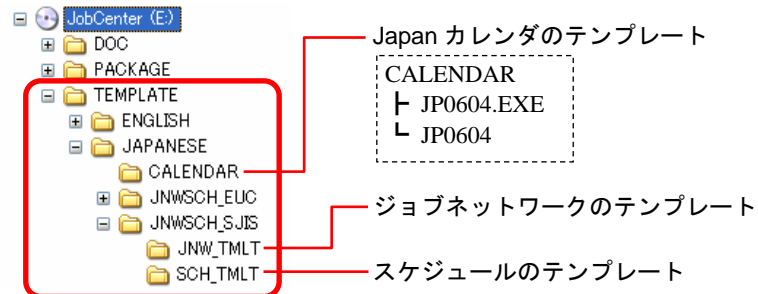 JobCenter (E:)
DOC
PACKAGE
TEMPLATE
ENGLISH
JAPANESE
CALENDAR
JNWSCH_EUC
JNWSCH_SJIS
JNW_TMLT
SCH_TMLT
Japan カレンダのテンプレート
CALENDAR
┣ JP0604.EXE
┗ JP0604
ジョブネットワークのテンプレート
スケジュールのテンプレート